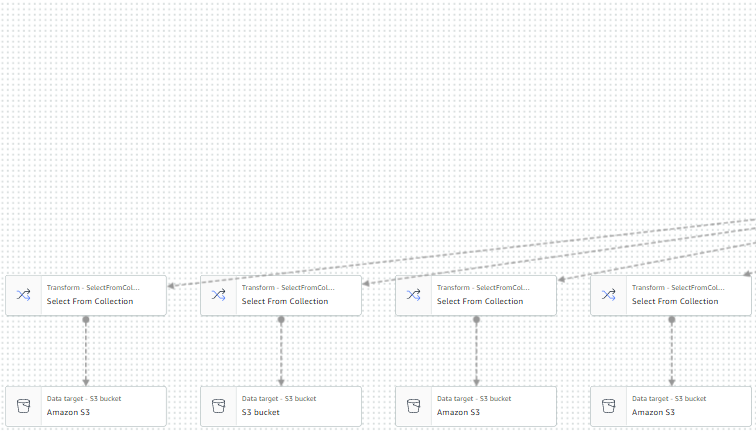 Transform - SelectFromCol...
Select From Collection
Transform - SelectFromCol...
Select From Collection
Transform - SelectFromCol...
Select From Collection
Transform - SelectFromCol...
Select From Collection
Data target - S3 bucket
Amazon S3
Data target - S3 bucket
S3 bucket
Data target - S3 bucket
Amazon S3
Data target - S3 bucket
Amazon S3